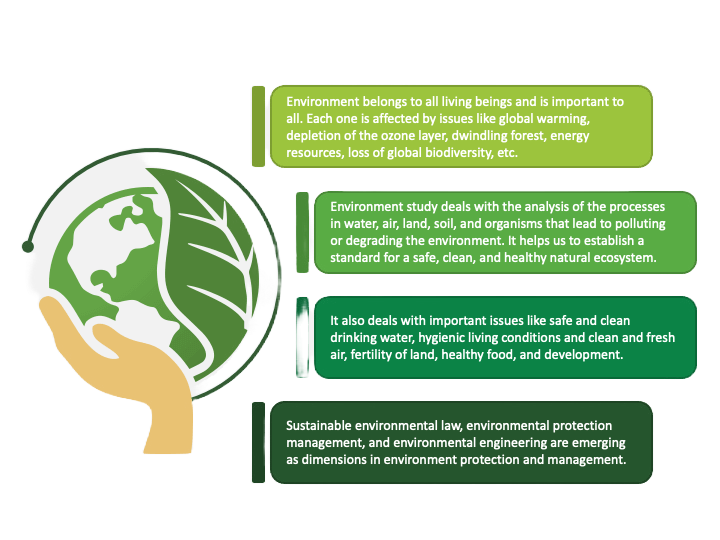 Environment belongs to all living beings and is important to
all. Each one is affected by issues like global warming,
depletion of the ozone layer, dwindling forest, energy
resources, loss of global biodiversity, etc.
Environment study deals with the analysis of the processes
in water, air, land, soil, and organisms that lead to polluting
or degrading the environment. It helps us to establish a
standard for a safe, clean, and healthy natural ecosystem.
It also deals with important issues like safe and clean
drinking water, hygienic living conditions and clean and fresh
air, fertility of land, healthy food, and development.
Sustainable environmental law, environmental protection
management, and environmental engineering are emerging
as dimensions in environment protection and management.